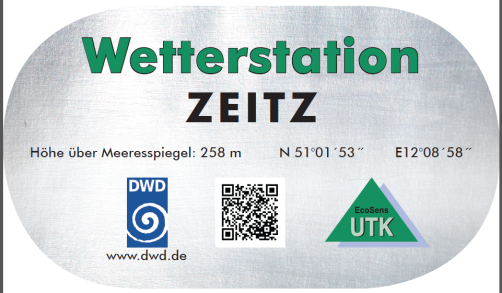 Wetterstation
ZEITZ
Höhe über Meeresspiegel: 258 m N 51°01´53´´ E12°08´58´´
DWD
www.dwd.de
EcoSens
UTK